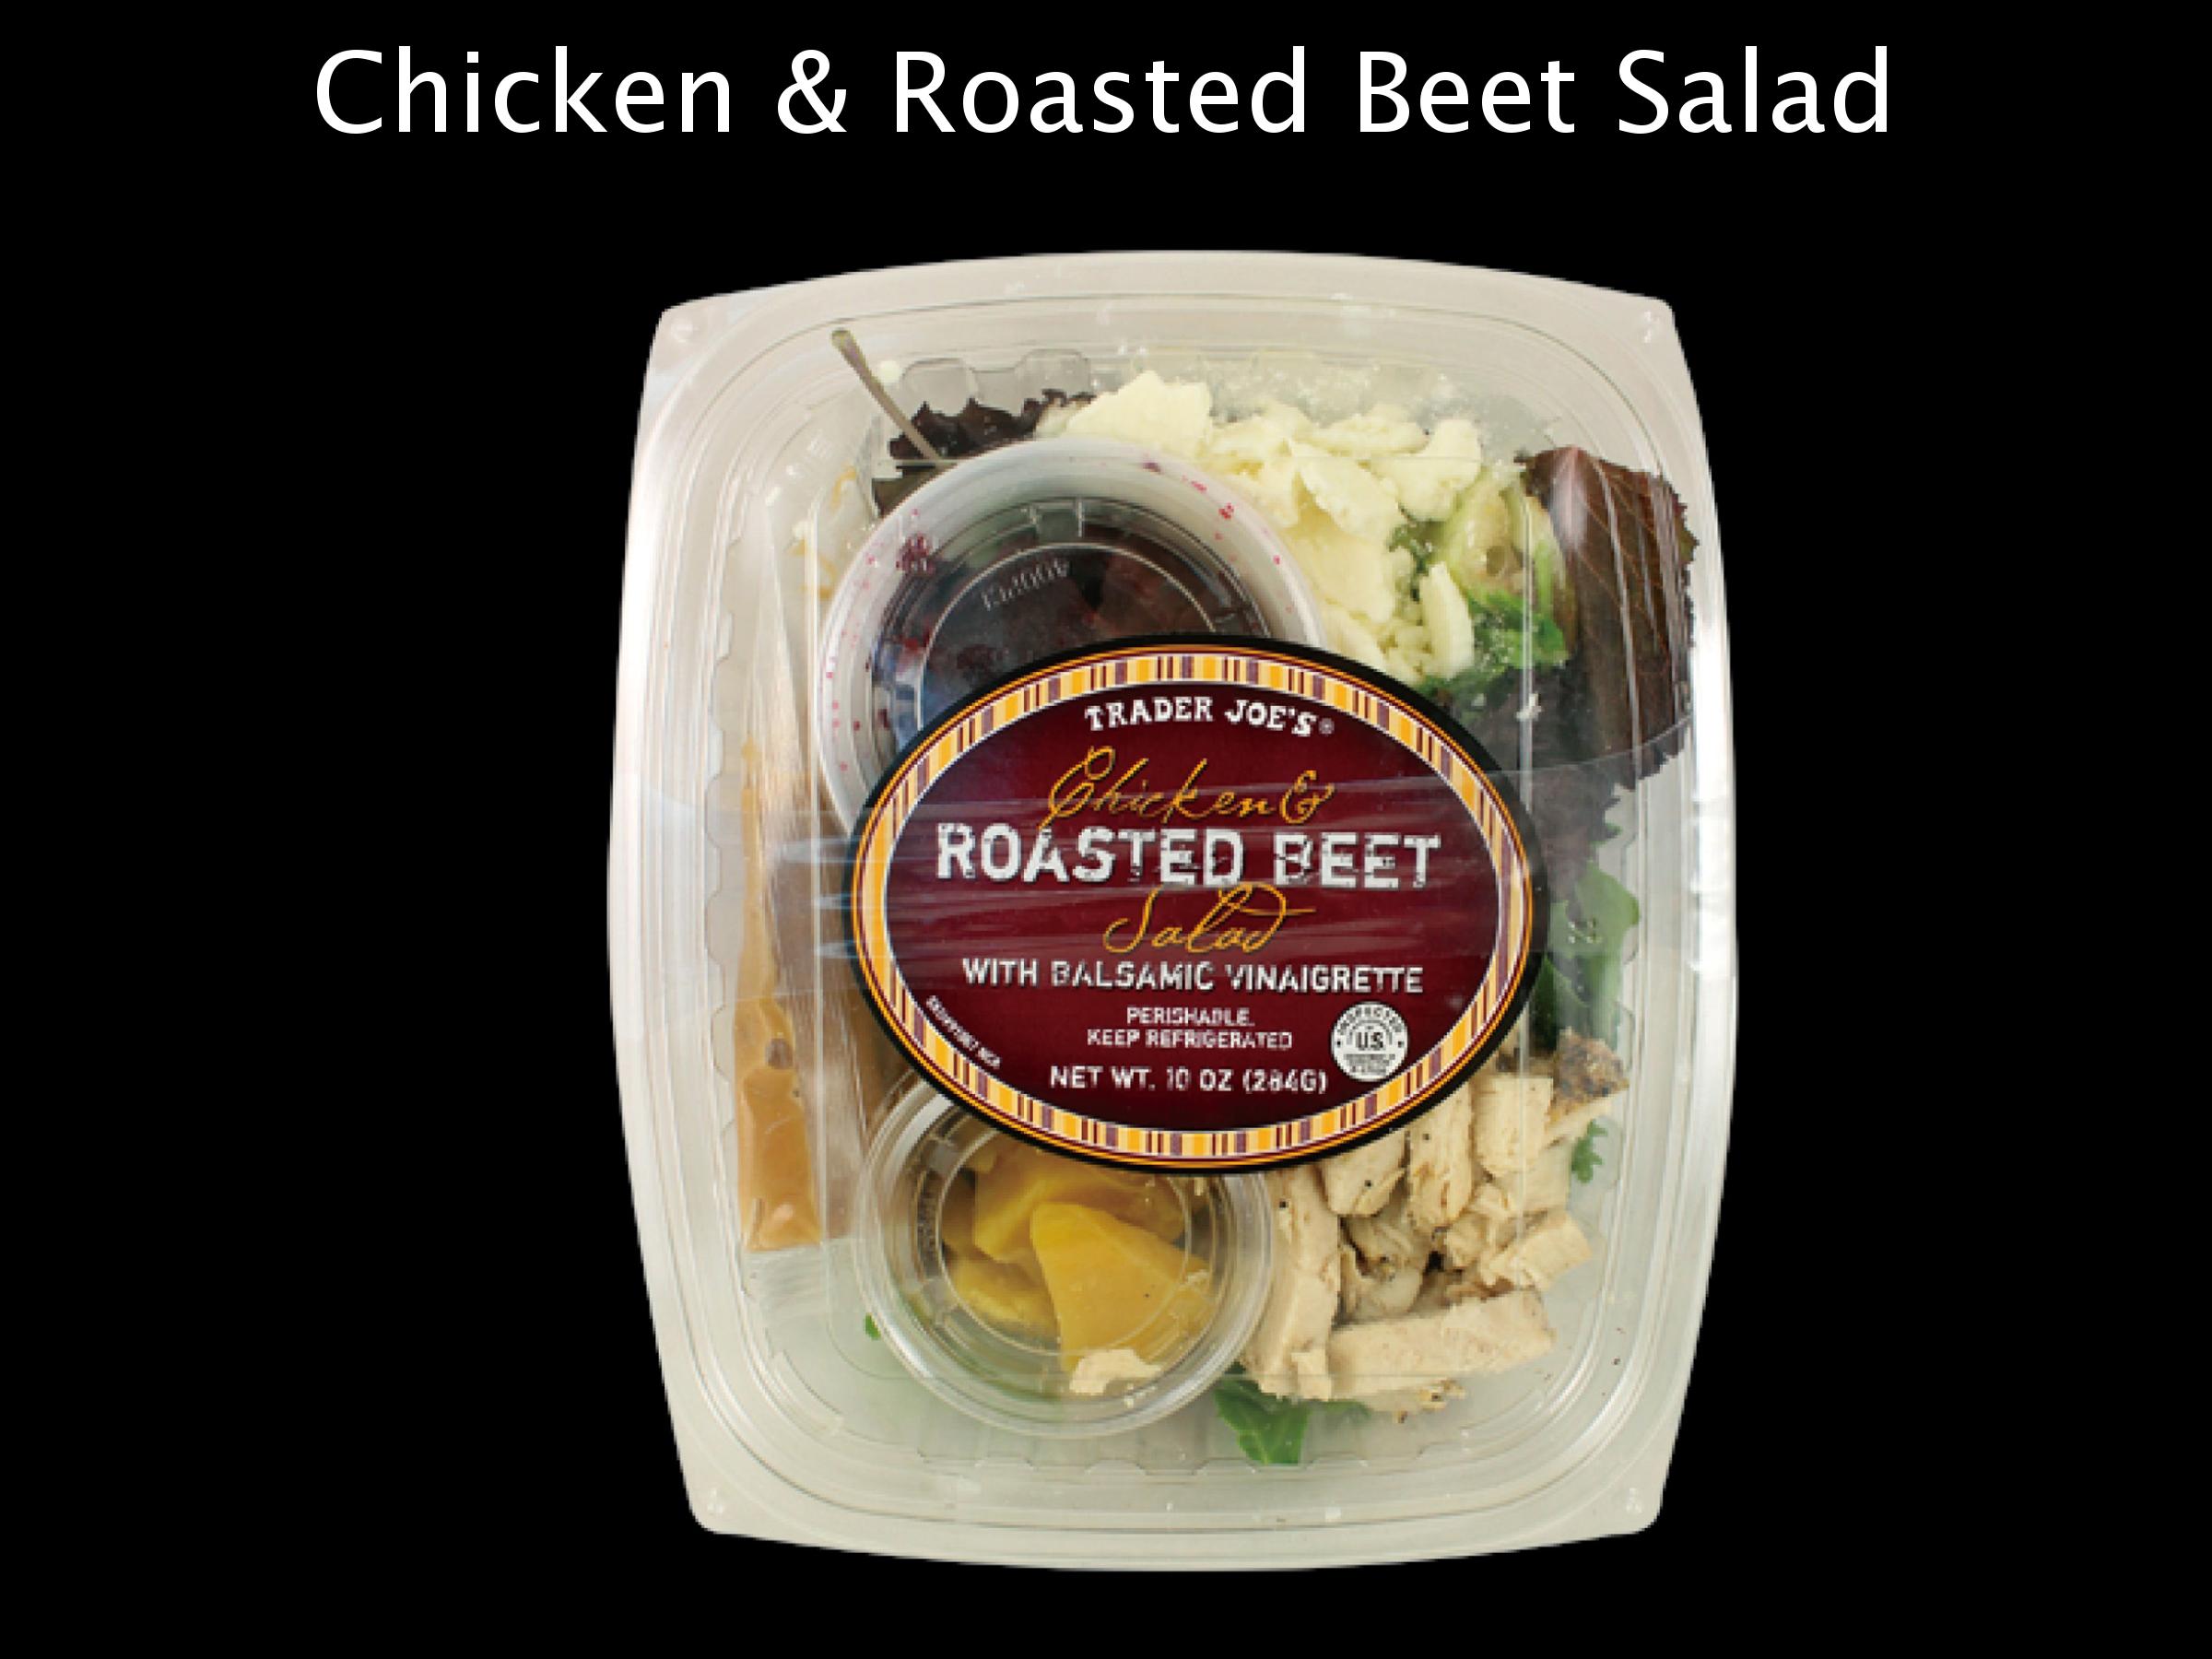 Chicken & Roasted Beet Salad
TRADER JOE'S®
Chicken &
ROASTED BEET
Salad
WITH BALSAMIC VINAIGRETTE
PERISHABLE.
KEEP REFRIGERATED
NET WT. 10 OZ (284G)
INSPECTED
U.S.